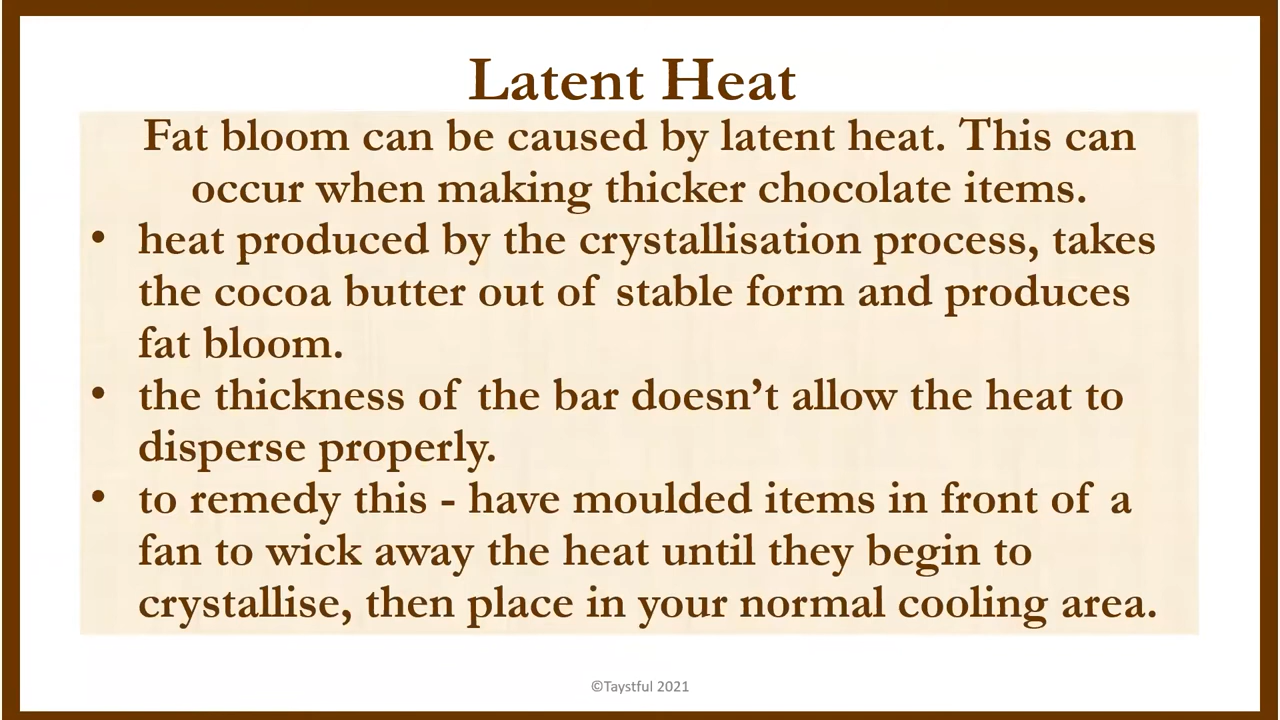 Latent Heat
Fat bloom can be caused by latent heat. This can
occur when making thicker chocolate items.
• heat produced by the crystallisation process, takes
the cocoa butter out of stable form and produces
fat bloom.
• the thickness of the bar doesn’t allow the heat to
disperse properly.
• to remedy this - have moulded items in front of a
fan to wick away the heat until they begin to
crystallise, then place in your normal cooling area.
©Taystful 2021